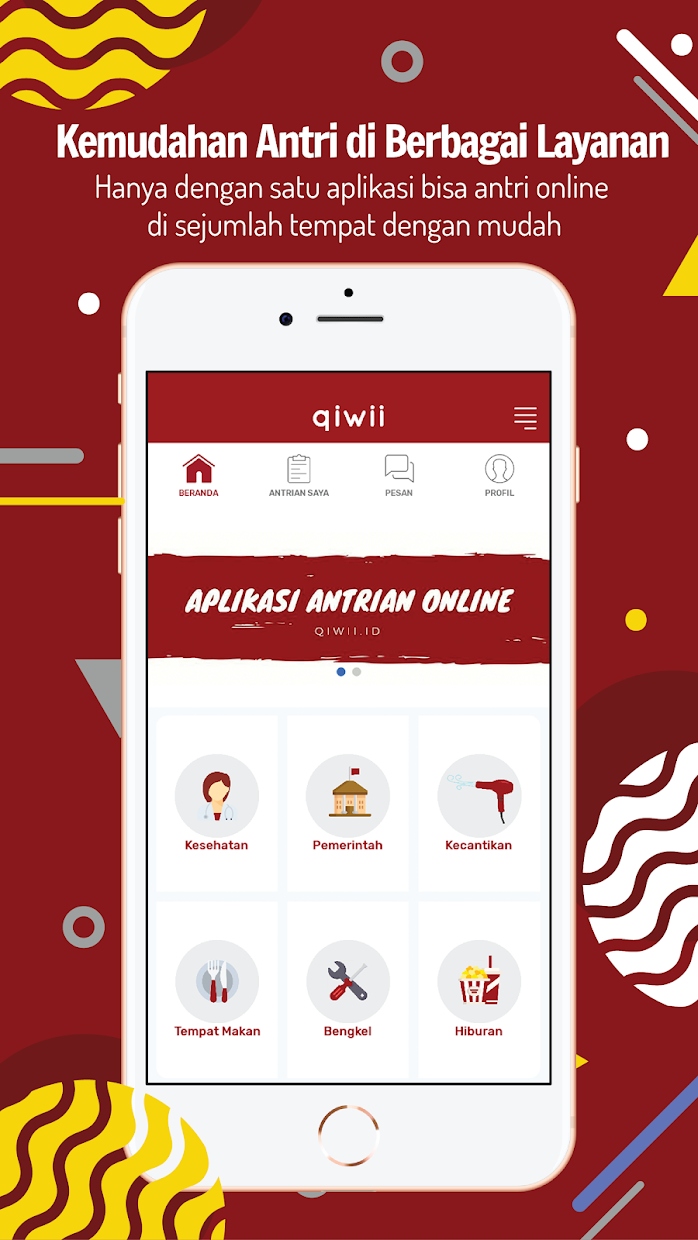 Kemudahan Antri di Berbagai Layanan
Hanya dengan satu aplikasi bisa antri online
di sejumlah tempat dengan mudah
qiwii
BERANDA
ANTRIAN SAYA
PESAN
PROFIL
APLIKASI ANTRIAN ONLINE
QIWII.ID
Kesehatan
Pemerintah
Kecantikan
Tempat Makan
Bengkel
Hiburan